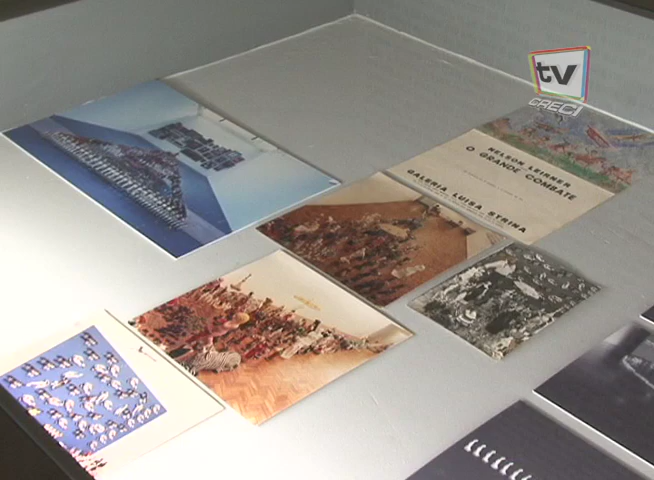 tv
CRECI
NELSON LEIRNER
O GRANDE COMBATE
GALERIA LUISA STRINA